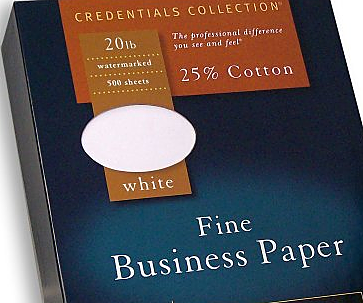 CREDENTIALS COLLECTION®
20lb
watermarked
500 sheets
The professional difference
you see and feel®
25% Cotton
white
Fine
Business Paper